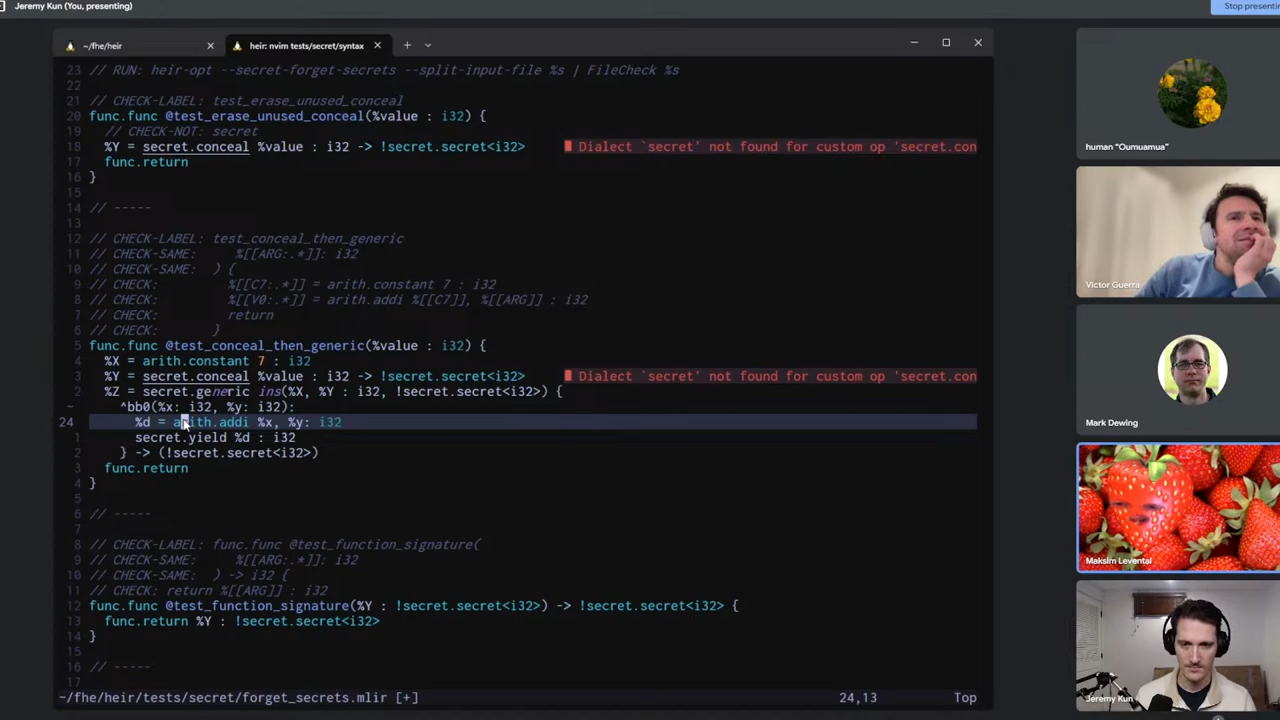 Jeremy Kun (You, presenting)
Stop presenting
~/fhe/heir
heir: nvim tests/secret/syntax
23 // RUN: heir-opt --secret-forget-secrets --split-input-file %s | FileCheck %s
22
21 // CHECK-LABEL: test_erase_unused_conceal
20 func.func @test_erase_unused_conceal(%value : i32) {
19 // CHECK-NOT: secret
18 %Y = secret.conceal %value : i32 -> !secret.secret<i32> Dialect `secret' not found for custom op 'secret.con
17 func.return
16 }
15
14 // -----
13
12 // CHECK-LABEL: test_conceal_then_generic
11 // CHECK-SAME: %[[ARG:.*]]: i32
10 // CHECK-SAME: ) {
9 // CHECK: %[[C7:.*]] = arith.constant 7 : i32
8 // CHECK: %[[V0:.*]] = arith.addi %[[C7]], %[[ARG]] : i32
7 // CHECK: return
6 // CHECK: }
5 func.func @test_conceal_then_generic(%value : i32) {
4 %X = arith.constant 7 : i32
3 %Y = secret.conceal %value : i32 -> !secret.secret<i32> Dialect `secret' not found for custom op 'secret.con
2 %Z = secret.generic ins(%X, %Y : i32, !secret.secret<i32>) {
~ ^bb0(%x: i32, %y: i32):
24 %d = arith.addi %x, %y: i32
1 secret.yield %d : i32
2 } -> (!secret.secret<i32>)
3 func.return
4 }
5
6 // -----
7
8 // CHECK-LABEL: func.func @test_function_signature(
9 // CHECK-SAME: %[[ARG:.*]]: i32
10 // CHECK-SAME: ) -> i32 {
11 // CHECK: return %[[ARG]] : i32
12 func.func @test_function_signature(%Y : !secret.secret<i32>) -> !secret.secret<i32> {
13 func.return %Y : !secret.secret<i32>
14 }
15
16 // -----
17
~/fhe/heir/tests/secret/forget_secrets.mlir [+] 24,13 Top
human "Oumuamua"
Victor Guerra
Mark Dewing
Maksim Levental
Jeremy Kun